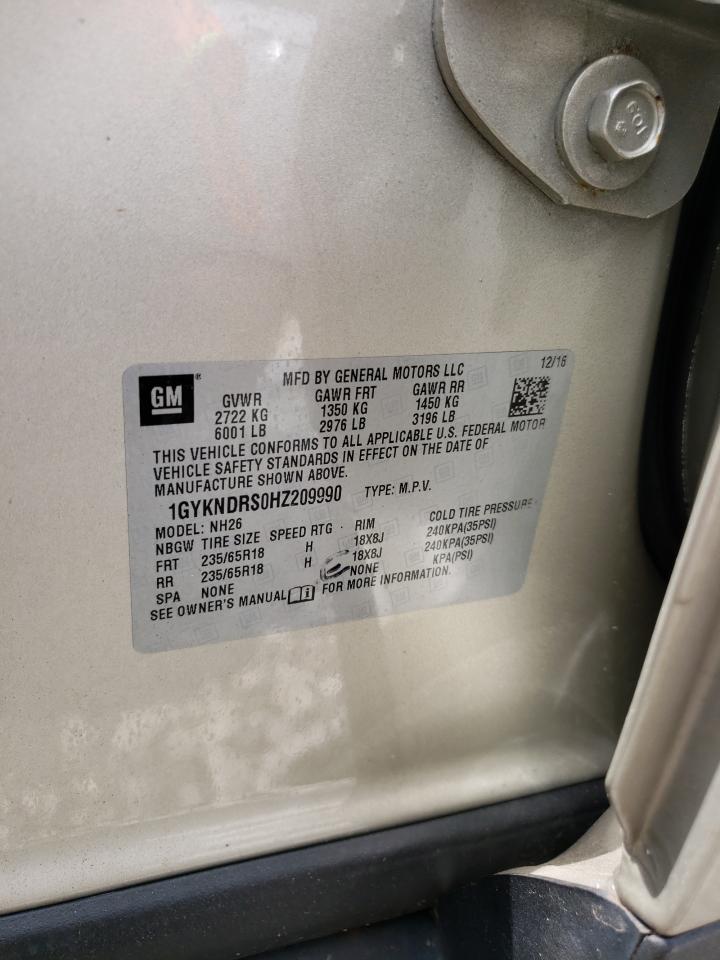 10.9
GM®
MFD BY GENERAL MOTORS LLC 12/16
GVWR GAWR FRT GAWR RR
2722 KG 1350 KG 1450 KG
6001 LB 2976 LB 3196 LB
THIS VEHICLE CONFORMS TO ALL APPLICABLE U.S. FEDERAL MOTOR
VEHICLE SAFETY STANDARDS IN EFFECT ON THE DATE OF
MANUFACTURE SHOWN ABOVE.
1GYKNDRS0HZ209990 TYPE: M.P.V.
MODEL: NH26
NBGW TIRE SIZE SPEED RTG RIM COLD TIRE PRESSURE
FRT 235/65R18 H 18X8J 240KPA(35PSI)
RR 235/65R18 H 18X8J 240KPA(35PSI)
SPA NONE NONE KPA(PSI)
SEE OWNER'S MANUAL FOR MORE INFORMATION.